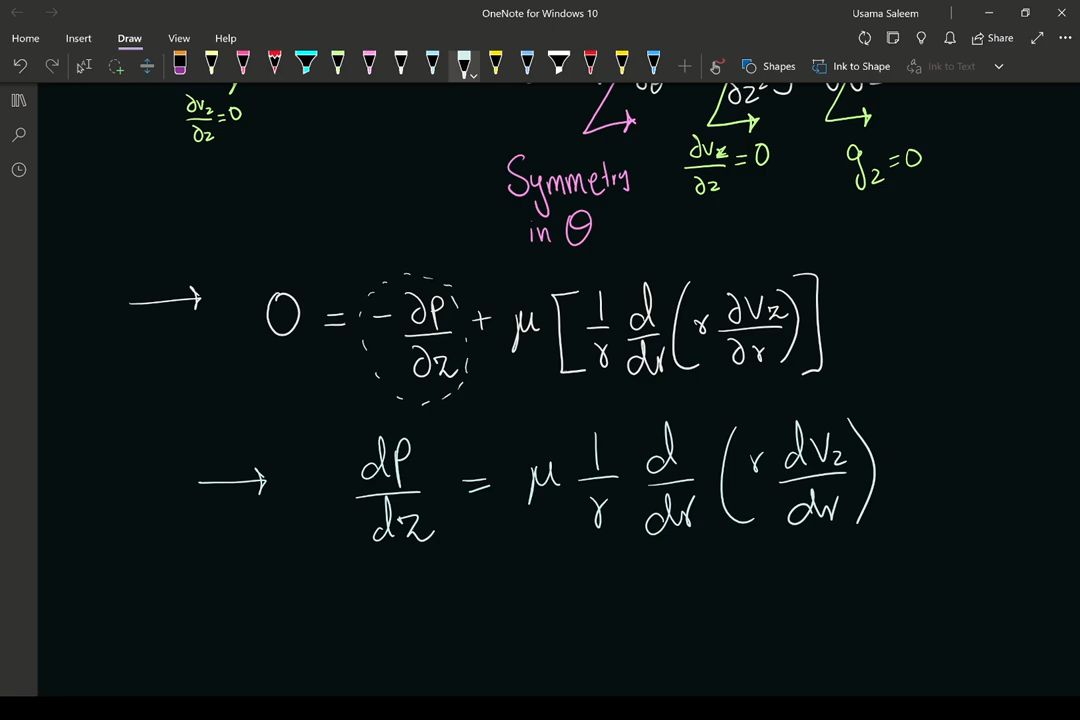 OneNote for Windows 10
Usama Saleem
Home Insert Draw View Help
Share
Shapes
Ink to Shape
Ink to Text
∂v_z/∂z = 0
∂v_z/∂z = 0
g_z = 0
Symmetry
in θ
→ 0 = - ∂P/∂z + μ [ 1/r d/dr ( r ∂v_z/∂r ) ]
→ dP/dz = μ 1/r d/dr ( r dv_z/dr )